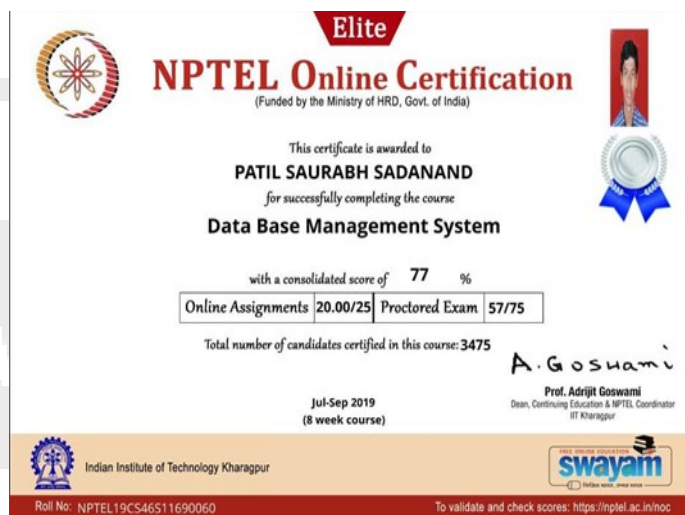 Elite
NPTEL Online Certification
(Funded by the Ministry of HRD, Govt. of India)
This certificate is awarded to
PATIL SAURABH SADANAND
for successfully completing the course
Data Base Management System
with a consolidated score of 77 %
Online Assignments 20.00/25 Proctored Exam 57/75
Total number of candidates certified in this course: 3475
A. Goswami
Prof. Adrijit Goswami
Dean, Continuing Education & NPTEL Coordinator
IIT Kharagpur
Jul-Sep 2019
(8 week course)
Indian Institute of Technology Kharagpur
FREE ONLINE EDUCATION
swayam
Roll No: NPTEL19CS46S11690060
To validate and check scores: https://nptel.ac.in/noc